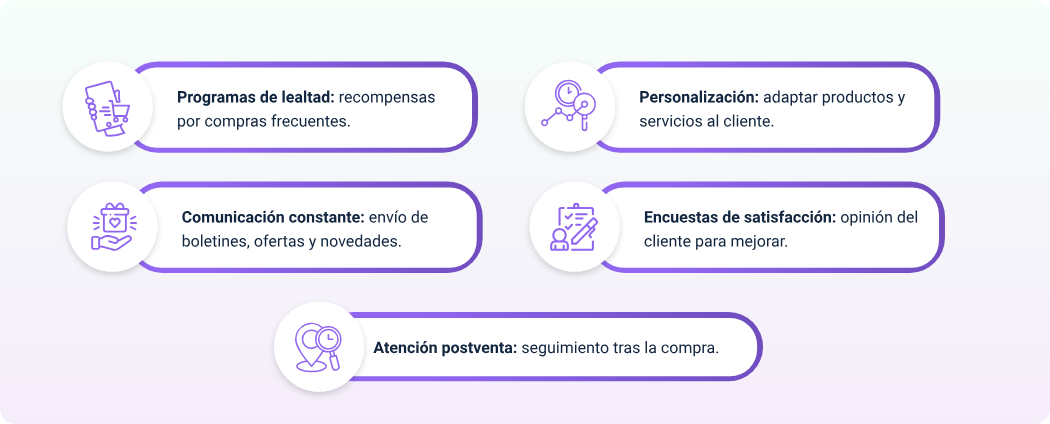 Programas de lealtad: recompensas
por compras frecuentes.
Personalización: adaptar productos y
servicios al cliente.
Comunicación constante: envío de
boletines, ofertas y novedades.
Encuestas de satisfacción: opinión del
cliente para mejorar.
Atención postventa: seguimiento tras la compra.